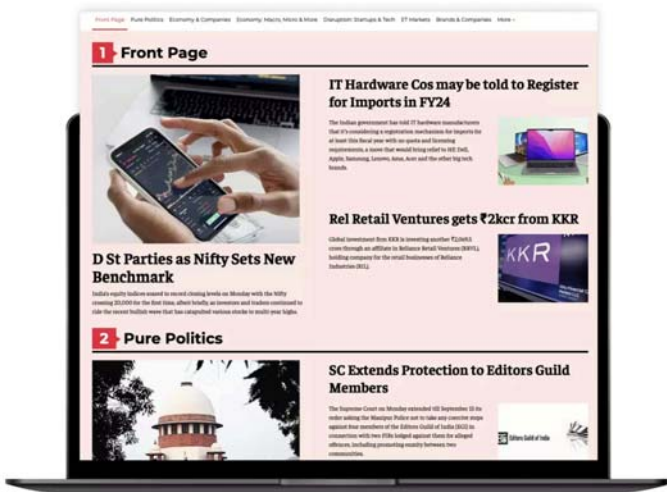 Front Page Pure Politics Economy & Companies Economy: Macro, Micro & More Disruption: Startups & Tech ET Markets Brands & Companies More
1 Front Page
D St Parties as Nifty Sets New
Benchmark
India's equity indices soared to record closing levels on Monday with the Nifty
crossing 20,000 for the first time, albeit briefly, as investors and traders continued to
ride the recent bullish wave that has catapulted various stocks to multi-year highs.
IT Hardware Cos may be told to Register
for Imports in FY24
The Indian government has told IT hardware manufacturers
that it's considering a registration mechanism for imports for
at least this fiscal year with no quota and licensing
requirements, a move that would bring relief to HP, Dell,
Apple, Samsung, Lenovo, Asus, Acer and the other big tech
brands.
Rel Retail Ventures gets ₹2kcr from KKR
Global investment firm KKR is investing another
crore through an affiliate in Reliance Retail Ventures (RRVL),
holding company for the retail businesses of Reliance
Industries (RIL).
KKR
2 Pure Politics
SC Extends Protection to Editors Guild
Members
The Supreme Court on Monday extended till September 15 its
order asking the Manipur Police not to take any coercive steps
against four members of the Editors Guild of India (EGI) in
connection with two FIRs lodged against them for alleged
offences, including promoting enmity between two
communities.
Editors Guild of India